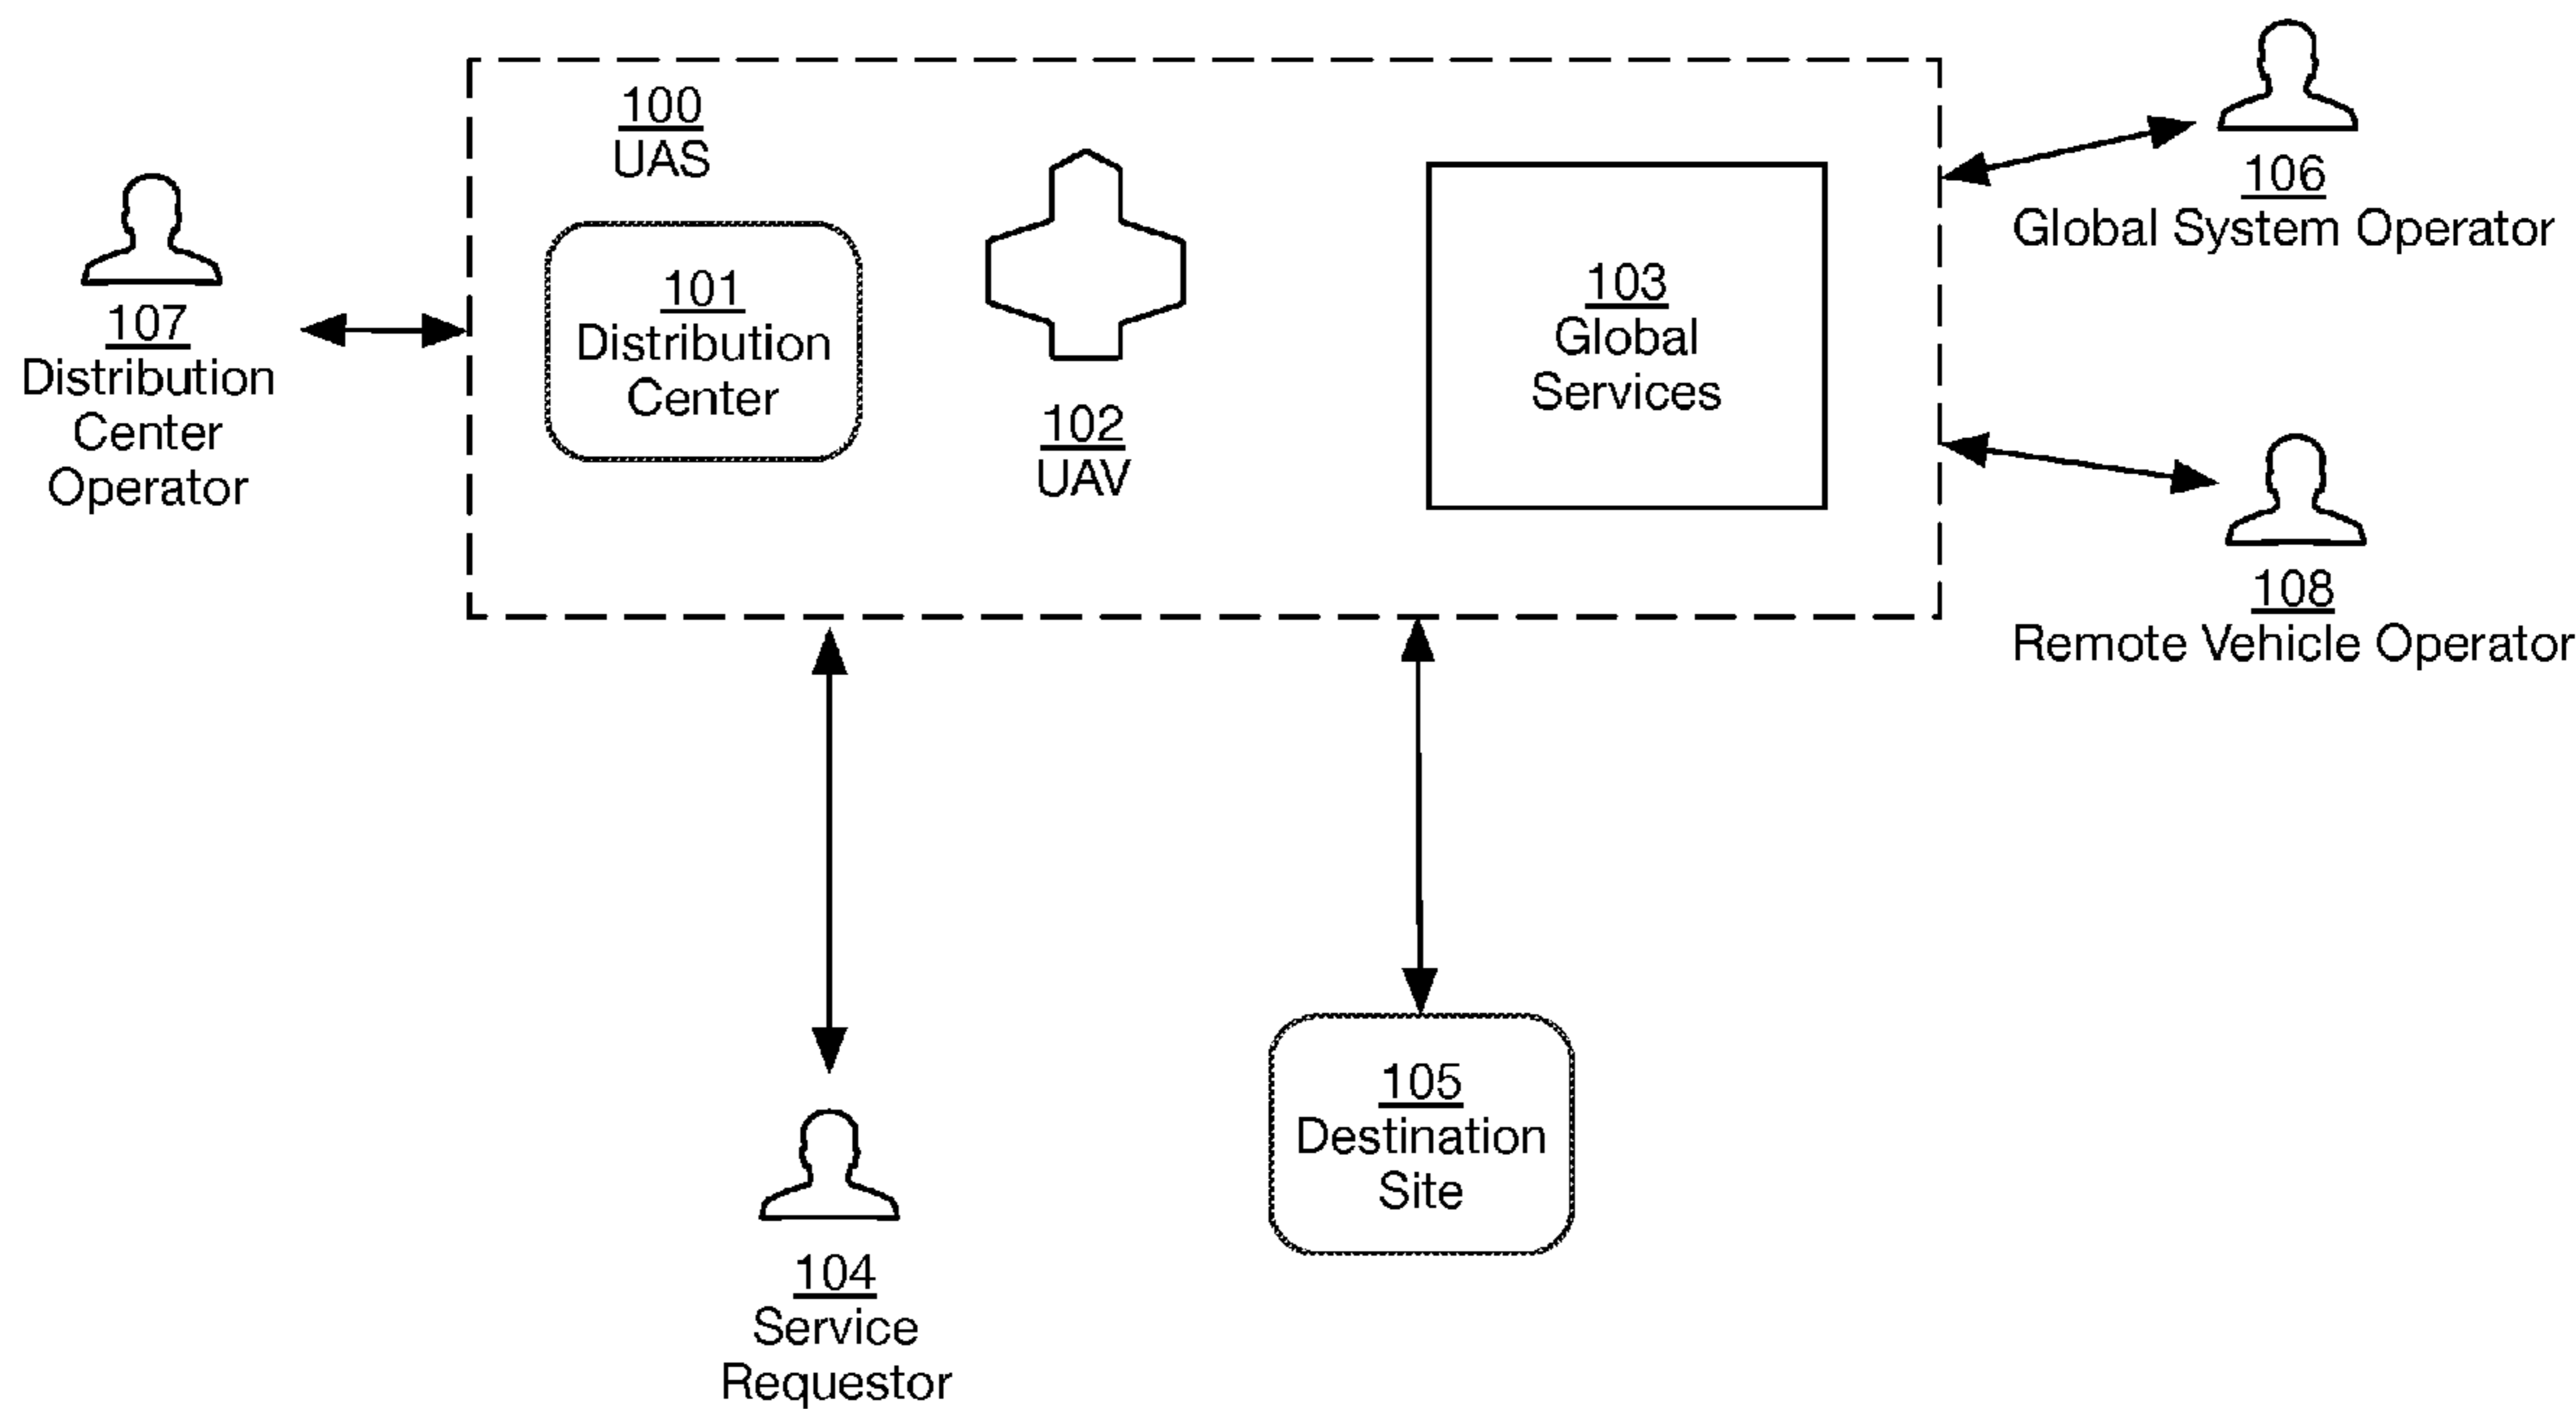 100
UAS
101
Distribution
Center
102
UAV
103
Global
Services
106
Global System Operator
107
Distribution
Center
Operator
108
Remote Vehicle Operator
105
Destination
Site
104
Service
Requestor